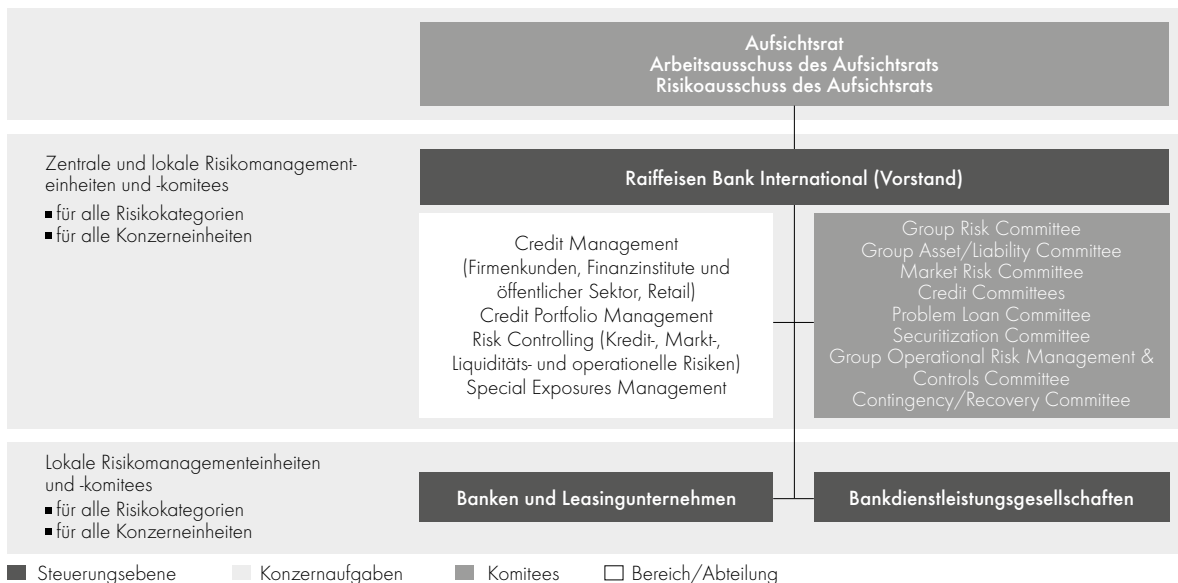 Aufsichtsrat
Arbeitsausschuss des Aufsichtsrats
Risikoausschuss des Aufsichtsrats
Zentrale und lokale Risikomanagement-
einheiten und -komitees
■ für alle Risikokategorien
■ für alle Konzerneinheiten
Raiffeisen Bank International (Vorstand)
Credit Management
(Firmenkunden, Finanzinstitute und
öffentlicher Sektor, Retail)
Credit Portfolio Management
Risk Controlling (Kredit-, Markt-,
Liquiditäts- und operationelle Risiken)
Special Exposures Management
Group Risk Committee
Group Asset/Liability Committee
Market Risk Committee
Credit Committees
Problem Loan Committee
Securitization Committee
Group Operational Risk Management &
Controls Committee
Contingency/Recovery Committee
Lokale Risikomanagementeinheiten
und -komitees
■ für alle Risikokategorien
■ für alle Konzerneinheiten
Banken und Leasingunternehmen
Bankdienstleistungsgesellschaften
Steuerungsebene
Konzernaufgaben
Komitees
Bereich/Abteilung